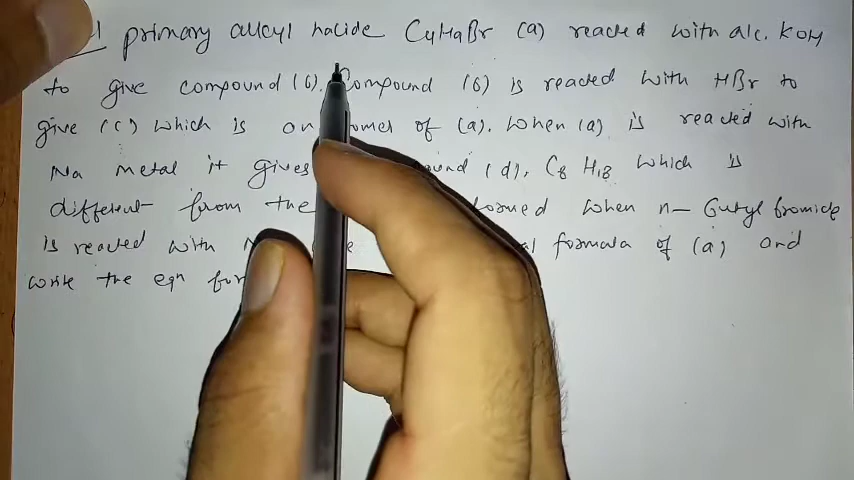 primary alkyl halide C4H9Br (a) reacted with alc. KOH
to give compound (b). Compound (b) is reacted with HBr to
give (c) which is an omer of (a). When (a) is reacted with
Na metal it gives ound (d). C8 H18 which is
different from the formed when n- Butyl bromide
is reacted with al formula of (a) and
write the eqn for